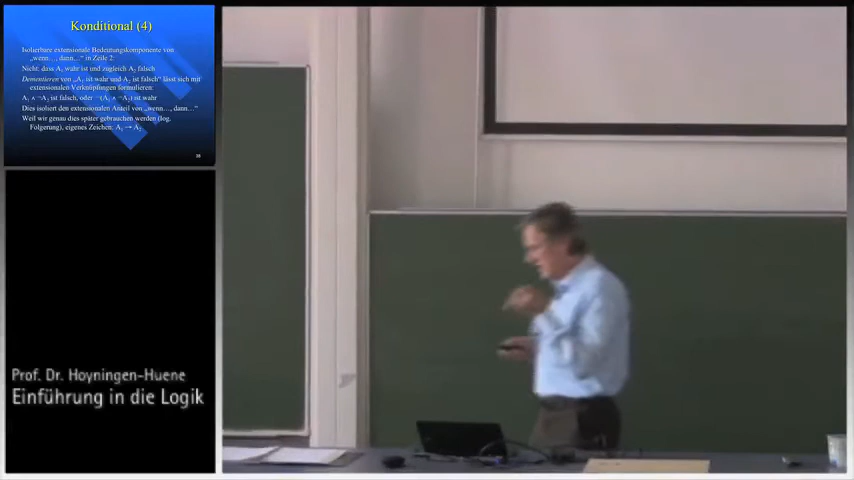 Konditional (4)
Isolierbare extensionale Bedeutungskomponente von
„wenn…, dann…" in Zeile 2:
Nicht: dass A₁ wahr ist und zugleich A₂ falsch
Dementieren von „A₁ ist wahr und A₂ ist falsch" lässt sich mit
extensionalen Verknüpfungen formulieren:
A₁ ∧ ¬A₂ ist falsch, oder ¬(A₁ ∧ ¬A₂) ist wahr
Dies isoliert den extensionalen Anteil von „wenn…, dann…"
Weil wir genau dies später gebrauchen werden (log.
Folgerung), eigenes Zeichen: A₁ → A₂
Prof. Dr. Hoyningen-Huene
Einführung in die Logik